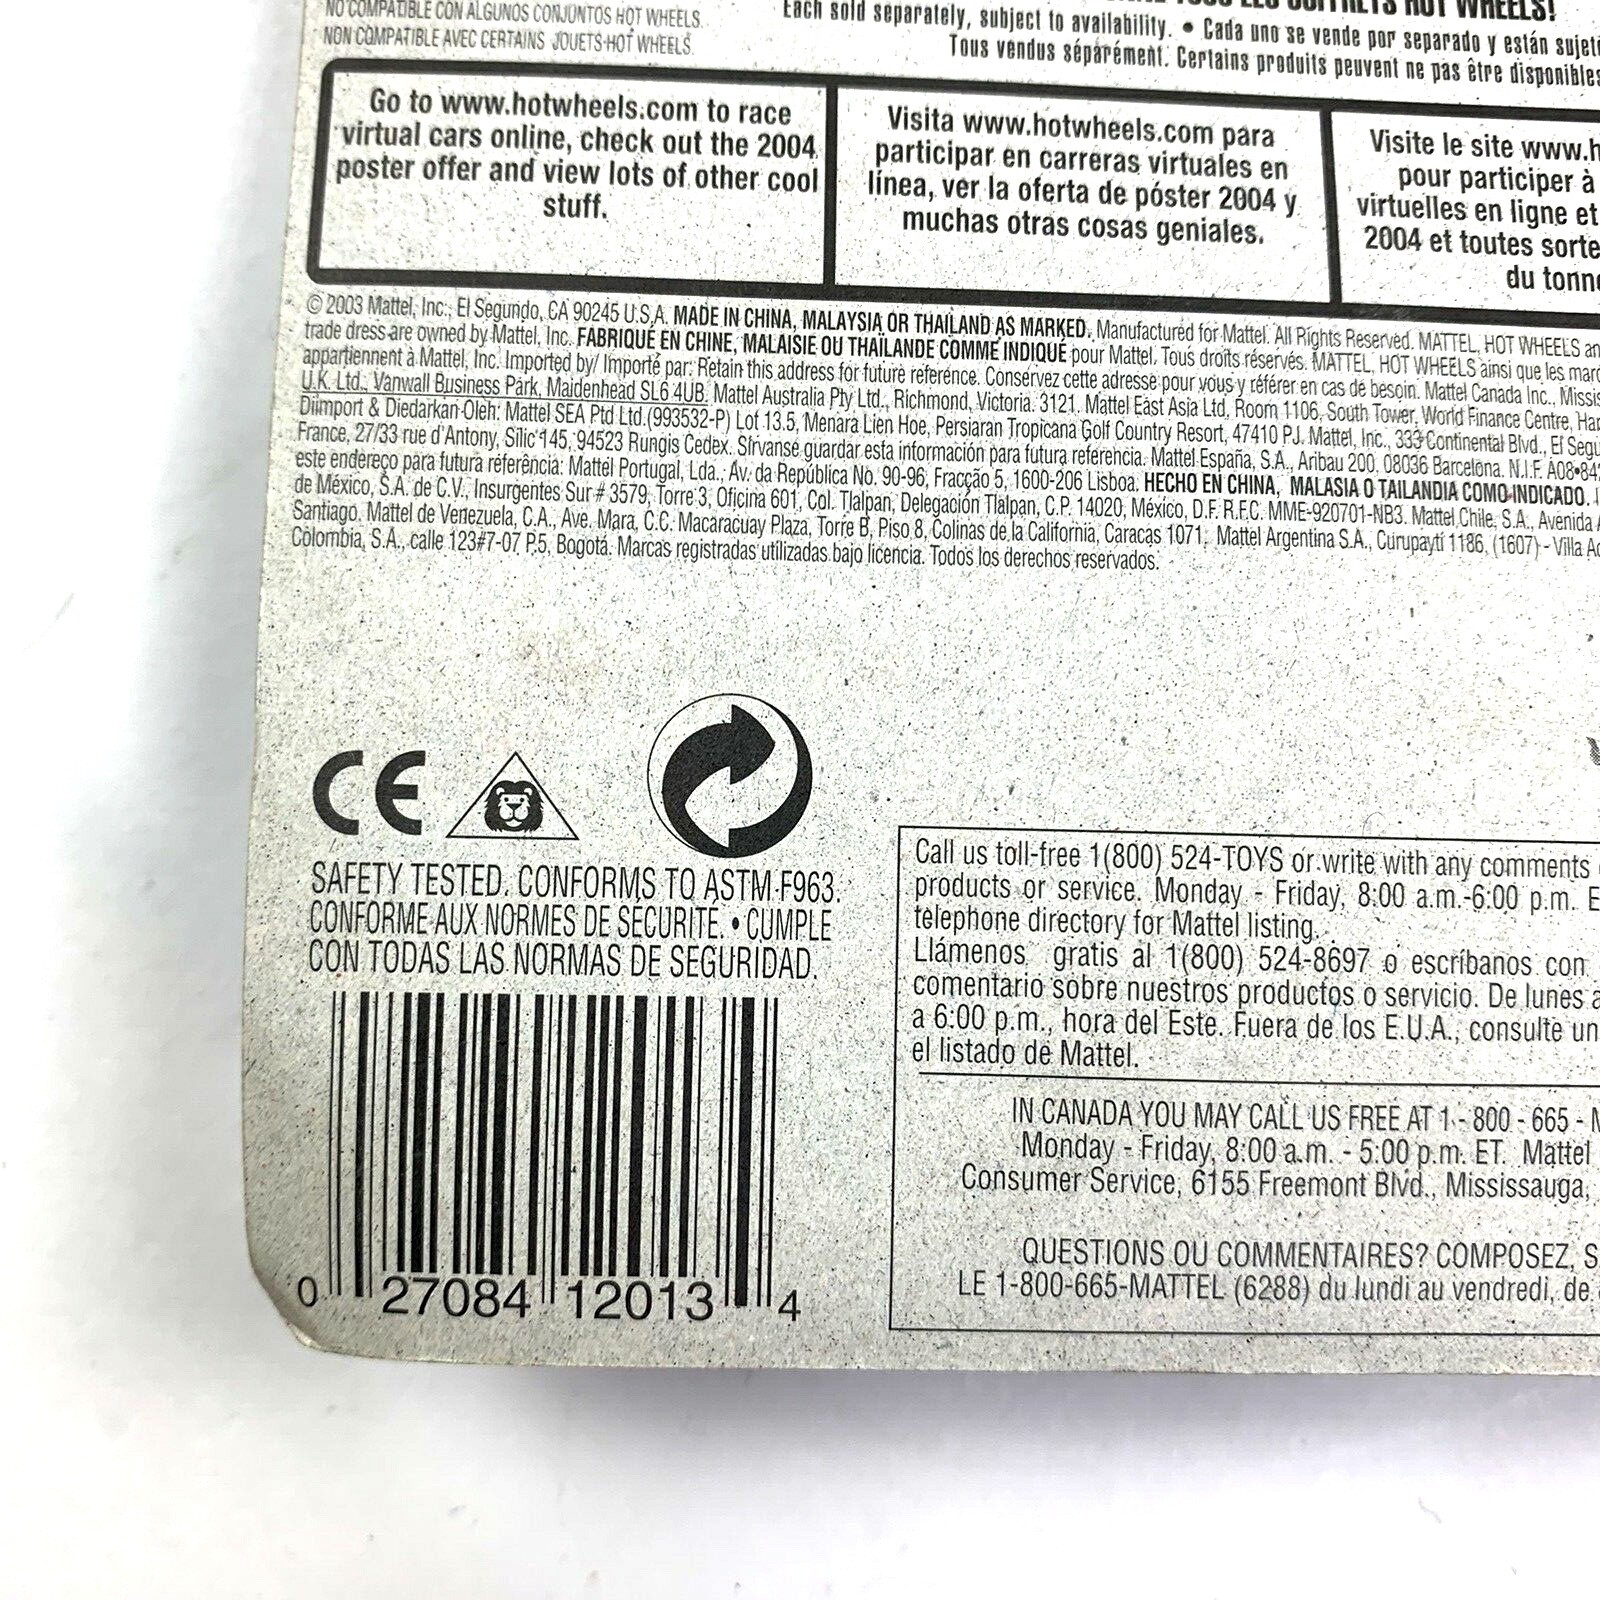 NO COMPATIBLE CON ALGUNOS CONJUNTOS HOT WHEELS.
NON COMPATIBLE AVEC CERTAINS JOUETS HOT WHEELS.
HOT WHEELS!
Each sold separately, subject to availability. • Cada uno se vende por separado y están
Tous vendus séparément. Certains produits peuvent ne pas être disponibles
Go to www.hotwheels.com to race
virtual cars online, check out the 2004
poster offer and view lots of other cool
stuff.
Visita www.hotwheels.com para
participar en carreras virtuales en
línea, ver la oferta de póster 2004 y
muchas otras cosas geniales.
Visite le site
pour participer à
virtuelles en ligne et
2004 et toutes
du
© 2003 Mattel, Inc., El Segundo, CA 90245 U.S.A. MADE IN CHINA, MALAYSIA OR THAILAND AS MARKED. Manufactured for Mattel. All Rights Reserved. MATTEL, HOT WHEELS
trade dress are owned by Mattel, Inc. FABRIQUÉ EN CHINE, MALAISIE OU THAÏLANDE COMME INDIQUÉ pour Mattel. Tous droits réservés. MATTEL, HOT WHEELS ainsi que les
appartiennent à Mattel, Inc. Imported by/ Importé par: Retain this address for future reference. Conservez cette adresse pour vous y référer en cas de besoin. Mattel Canada Inc.,
U.K. Ltd., Vanwall Business Park, Maidenhead SL6 4UB. Mattel Australia Pty Ltd., Richmond, Victoria. 3121. Mattel East Asia Ltd, Room 1106, South Tower, World Finance Centre,
Diimport & Diedarkan Oleh: Mattel SEA Ptd Ltd.(993532-P) Lot 13.5, Menara Lien Hoe, Persiaran Tropicana Golf Country Resort, 47410 PJ. Mattel, Inc., 333 Continental Blvd., El
France, 27/33 rue d'Antony, Silic 145, 94523 Rungis Cedex. Sírvanse guardar esta información para futura referencia. Mattel España, S.A., Aribau 200, 08036 Barcelona. N.I.F.
este endereço para futura referência: Mattel Portugal, Lda., Av. da República No. 90-96, Fracção 5, 1600-206 Lisboa. HECHO EN CHINA, MALASIA O TAILANDIA COMO INDICADO.
de México, S.A. de C.V., Insurgentes Sur # 3579, Torre 3, Oficina 601, Col. Tlalpan, Delegación Tlalpan, C.P. 14020, México, D.F. R.F.C. MME-920701-NB3. Mattel Chile, S.A., Avenida
Santiago. Mattel de Venezuela, C.A., Ave. Mara, C.C. Macaracuay Plaza, Torre B, Piso 8, Colinas de la California, Caracas 1071. Mattel Argentina S.A., Curupaytí 1186, (1607) - Villa
Colombia, S.A., calle 123#7-07 P.5, Bogotá. Marcas registradas utilizadas bajo licencia. Todos los derechos reservados.
CE
SAFETY TESTED. CONFORMS TO ASTM F963.
CONFORME AUX NORMES DE SÉCURITÉ. • CUMPLE
CON TODAS LAS NORMAS DE SEGURIDAD.
0 27084 12013 4
Call us toll-free 1(800) 524-TOYS or write with any comments
products or service. Monday - Friday, 8:00 a.m.-6:00 p.m.
telephone directory for Mattel listing.
Llámenos gratis al 1(800) 524-8697 o escríbanos con
comentario sobre nuestros productos o servicio. De lunes
a 6:00 p.m., hora del Este. Fuera de los E.U.A., consulte
el listado de Mattel.
IN CANADA YOU MAY CALL US FREE AT 1 - 800 - 665 -
Monday - Friday, 8:00 a.m. - 5:00 p.m. ET. Mattel
Consumer Service, 6155 Freemont Blvd., Mississauga,
QUESTIONS OU COMMENTAIRES? COMPOSEZ,
LE 1-800-665-MATTEL (6288) du lundi au vendredi, de